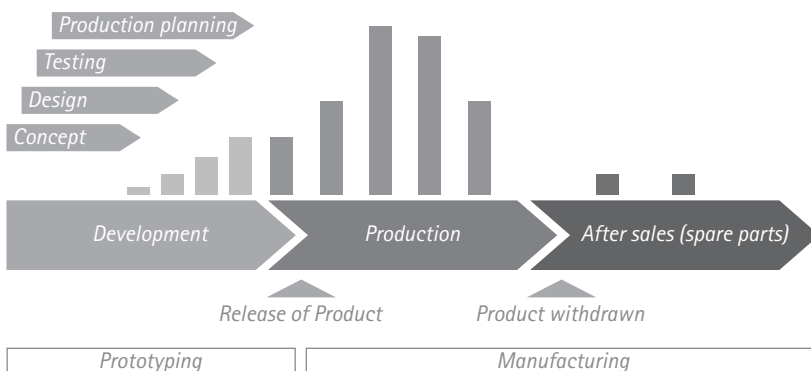 Production planning
Testing
Design
Concept
Development
Production
After sales (spare parts)
Release of Product
Product withdrawn
Prototyping
Manufacturing